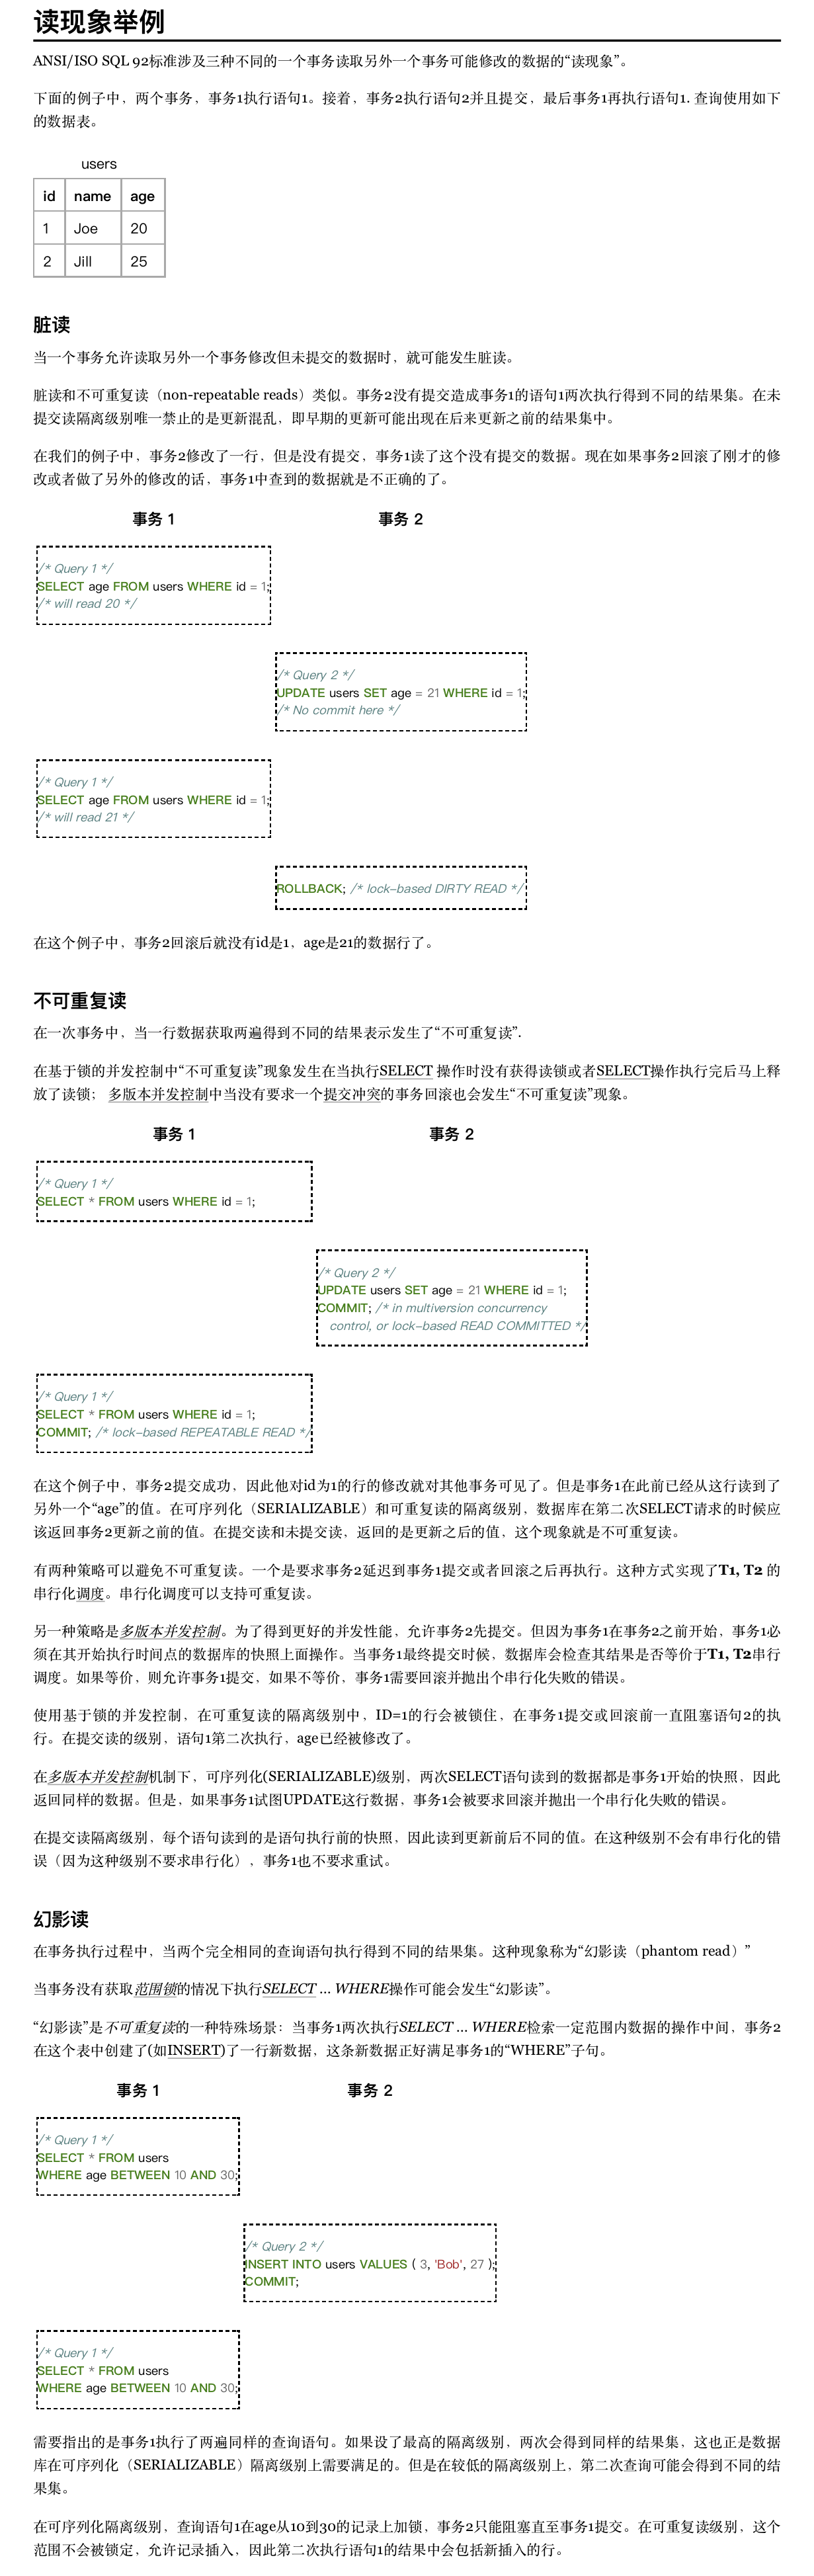 读现象举例
ANSI/ISO SQL 92标准涉及三种不同的一个事务读取另外一个事务可能修改的数据的“读现象”。
下面的例子中，两个事务，事务1执行语句1。接着，事务2执行语句2并且提交，最后事务1再执行语句1. 查询使用如下
的数据表。
users
id name age
1 Joe 20
2 Jill 25
脏读
当一个事务允许读取另外一个事务修改但未提交的数据时，就可能发生脏读。
脏读和不可重复读（non-repeatable reads）类似。事务2没有提交造成事务1的语句1两次执行得到不同的结果集。在未
提交读隔离级别唯一禁止的是更新混乱，即早期的更新可能出现在后来更新之前的结果集中。
在我们的例子中，事务2修改了一行，但是没有提交，事务1读了这个没有提交的数据。现在如果事务2回滚了刚才的修
改或者做了另外的修改的话，事务1中查到的数据就是不正确的了。
事务 1 事务 2
/* Query 1 */
SELECT age FROM users WHERE id = 1;
/* will read 20 */
/* Query 2 */
UPDATE users SET age = 21 WHERE id = 1;
/* No commit here */
/* Query 1 */
SELECT age FROM users WHERE id = 1;
/* will read 21 */
ROLLBACK; /* lock-based DIRTY READ */
在这个例子中，事务2回滚后就没有id是1，age是21的数据行了。
不可重复读
在一次事务中，当一行数据获取两遍得到不同的结果表示发生了“不可重复读”.
在基于锁的并发控制中“不可重复读”现象发生在当执行SELECT 操作时没有获得读锁或者SELECT操作执行完后马上释
放了读锁； 多版本并发控制中当没有要求一个提交冲突的事务回滚也会发生“不可重复读”现象。
事务 1 事务 2
/* Query 1 */
SELECT * FROM users WHERE id = 1;
/* Query 2 */
UPDATE users SET age = 21 WHERE id = 1;
COMMIT; /* in multiversion concurrency
control, or lock-based READ COMMITTED */
/* Query 1 */
SELECT * FROM users WHERE id = 1;
COMMIT; /* lock-based REPEATABLE READ */
在这个例子中，事务2提交成功，因此他对id为1的行的修改就对其他事务可见了。但是事务1在此前已经从这行读到了
另外一个“age”的值。在可序列化（SERIALIZABLE）和可重复读的隔离级别，数据库在第二次SELECT请求的时候应
该返回事务2更新之前的值。在提交读和未提交读，返回的是更新之后的值，这个现象就是不可重复读。
有两种策略可以避免不可重复读。一个是要求事务2延迟到事务1提交或者回滚之后再执行。这种方式实现了T1, T2 的
串行化调度。串行化调度可以支持可重复读。
另一种策略是多版本并发控制。为了得到更好的并发性能，允许事务2先提交。但因为事务1在事务2之前开始，事务1必
须在其开始执行时间点的数据库的快照上面操作。当事务1最终提交时候，数据库会检查其结果是否等价于T1, T2串行
调度。如果等价，则允许事务1提交，如果不等价，事务1需要回滚并抛出个串行化失败的错误。
使用基于锁的并发控制，在可重复读的隔离级别中，ID=1的行会被锁住，在事务1提交或回滚前一直阻塞语句2的执
行。在提交读的级别，语句1第二次执行，age已经被修改了。
在多版本并发控制机制下，可序列化(SERIALIZABLE)级别，两次SELECT语句读到的数据都是事务1开始的快照，因此
返回同样的数据。但是，如果事务1试图UPDATE这行数据，事务1会被要求回滚并抛出一个串行化失败的错误。
在提交读隔离级别，每个语句读到的是语句执行前的快照，因此读到更新前后不同的值。在这种级别不会有串行化的错
误（因为这种级别不要求串行化），事务1也不要求重试。
幻影读
在事务执行过程中，当两个完全相同的查询语句执行得到不同的结果集。这种现象称为“幻影读（phantom read）”
当事务没有获取范围锁的情况下执行SELECT ... WHERE操作可能会发生“幻影读”。
“幻影读”是不可重复读的一种特殊场景：当事务1两次执行SELECT ... WHERE检索一定范围内数据的操作中间，事务2
在这个表中创建了(如INSERT)了一行新数据，这条新数据正好满足事务1的“WHERE”子句。
事务 1 事务 2
/* Query 1 */
SELECT * FROM users
WHERE age BETWEEN 10 AND 30;
/* Query 2 */
INSERT INTO users VALUES ( 3, 'Bob', 27 );
COMMIT;
/* Query 1 */
SELECT * FROM users
WHERE age BETWEEN 10 AND 30;
需要指出的是事务1执行了两遍同样的查询语句。如果设了最高的隔离级别，两次会得到同样的结果集，这也正是数据
库在可序列化（SERIALIZABLE）隔离级别上需要满足的。但是在较低的隔离级别上，第二次查询可能会得到不同的结
果集。
在可序列化隔离级别，查询语句1在age从10到30的记录上加锁，事务2只能阻塞直至事务1提交。在可重复读级别，这个
范围不会被锁定，允许记录插入，因此第二次执行语句1的结果中会包括新插入的行。